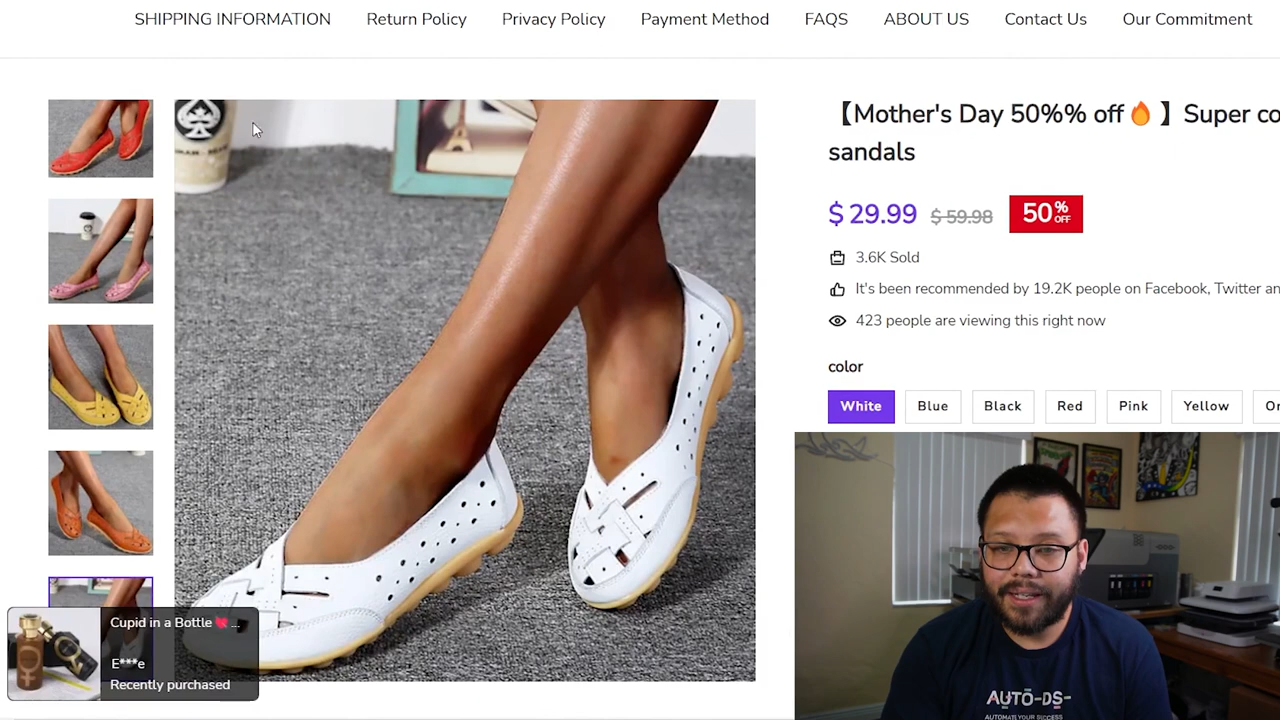 SHIPPING INFORMATION Return Policy Privacy Policy Payment Method FAQS ABOUT US Contact Us Our Commitment
【Mother's Day 50%% off🔥 】 Super
sandals
$ 29.99 $ 59.98 50% OFF
3.6K Sold
It's been recommended by 19.2K people on Facebook, Twitter
423 people are viewing this right now
color
White Blue Black Red Pink Yellow
Cupid in a Bottle💘...
E***e
Recently purchased
AUTO-DS-
AUTOMATE YOUR SUCCESS